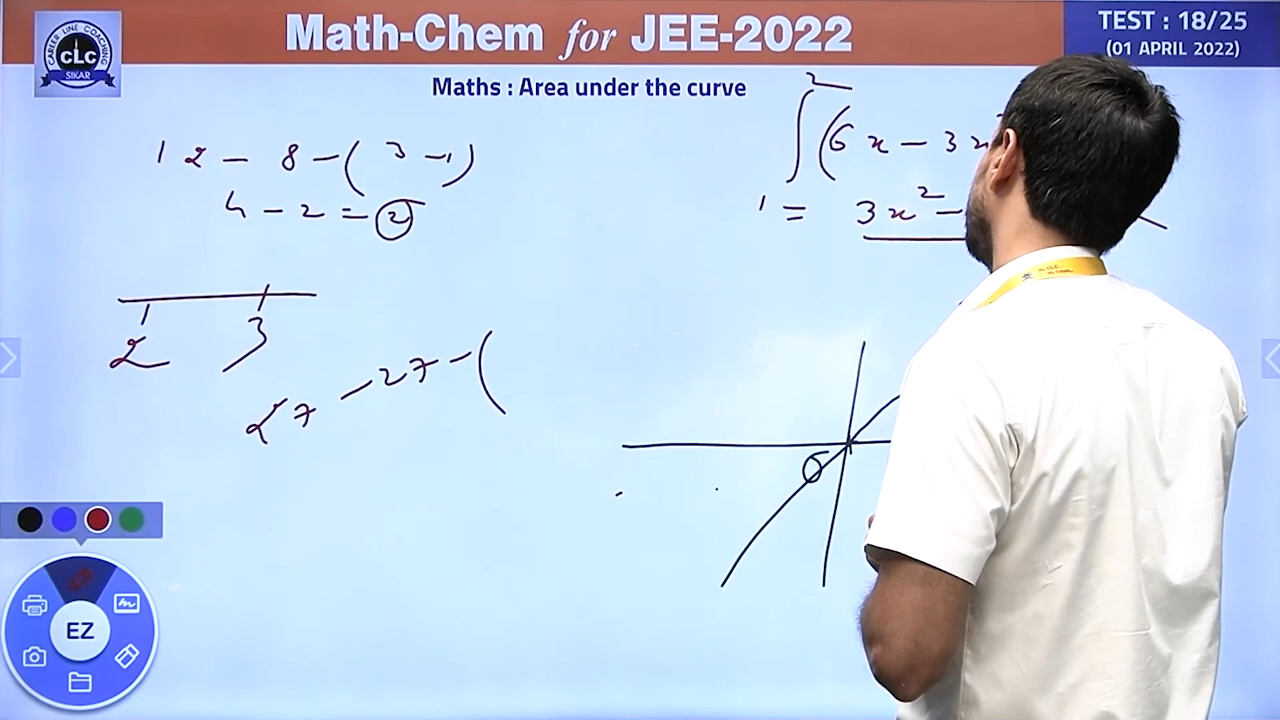 CAREER LINE COACHING
CLC
SIKAR
Math-Chem for JEE-2022
TEST : 18/25
(01 APRIL 2022)
Maths : Area under the curve
12 - 8 - ( 3 - 1 )
4 - 2 = 2
2 3
27 - 27 - (
2
∫ (6x - 3x
1
= 3x² -
O
EZ